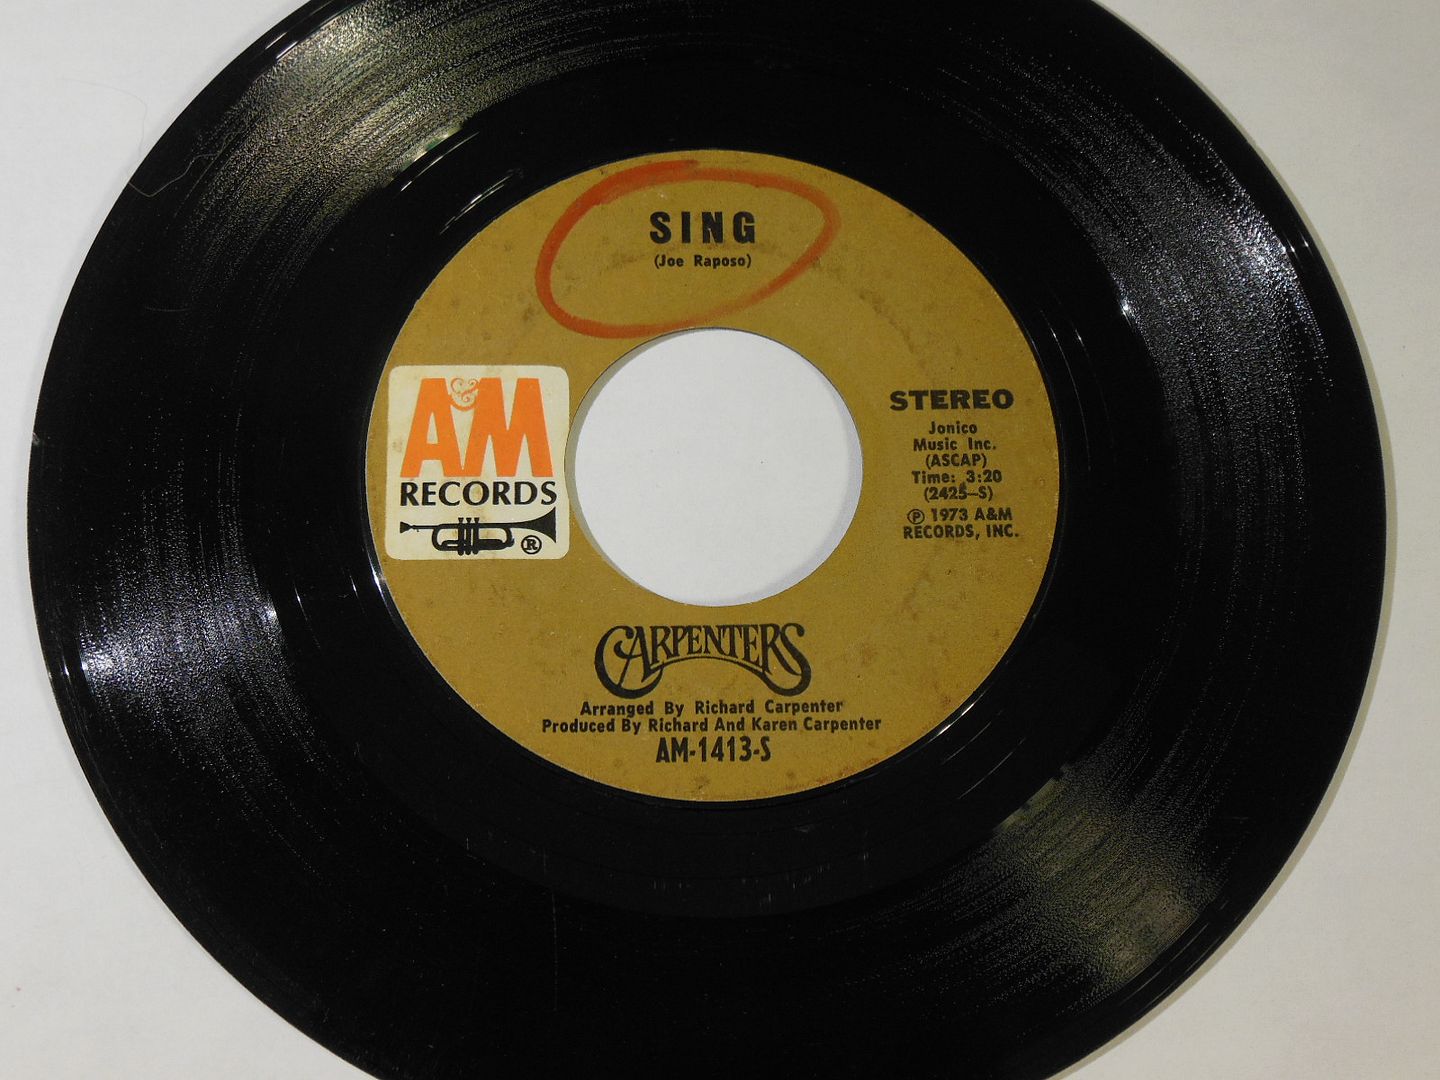 SING
(Joe Raposo)
A&M
RECORDS
®
STEREO
Jonico
Music Inc.
(ASCAP)
Time: 3:20
(2425-S)
℗ 1973 A&M
RECORDS, INC.
CARPENTERS
Arranged By Richard Carpenter
Produced By Richard And Karen Carpenter
AM-1413-S